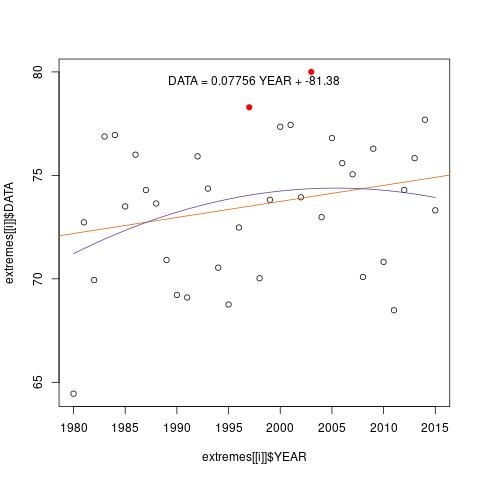 DATA = 0.07756 YEAR + -81.38
80
75
70
65
extremes[[i]]$DATA
1980 1985 1990 1995 2000 2005 2010 2015
extremes[[i]]$YEAR